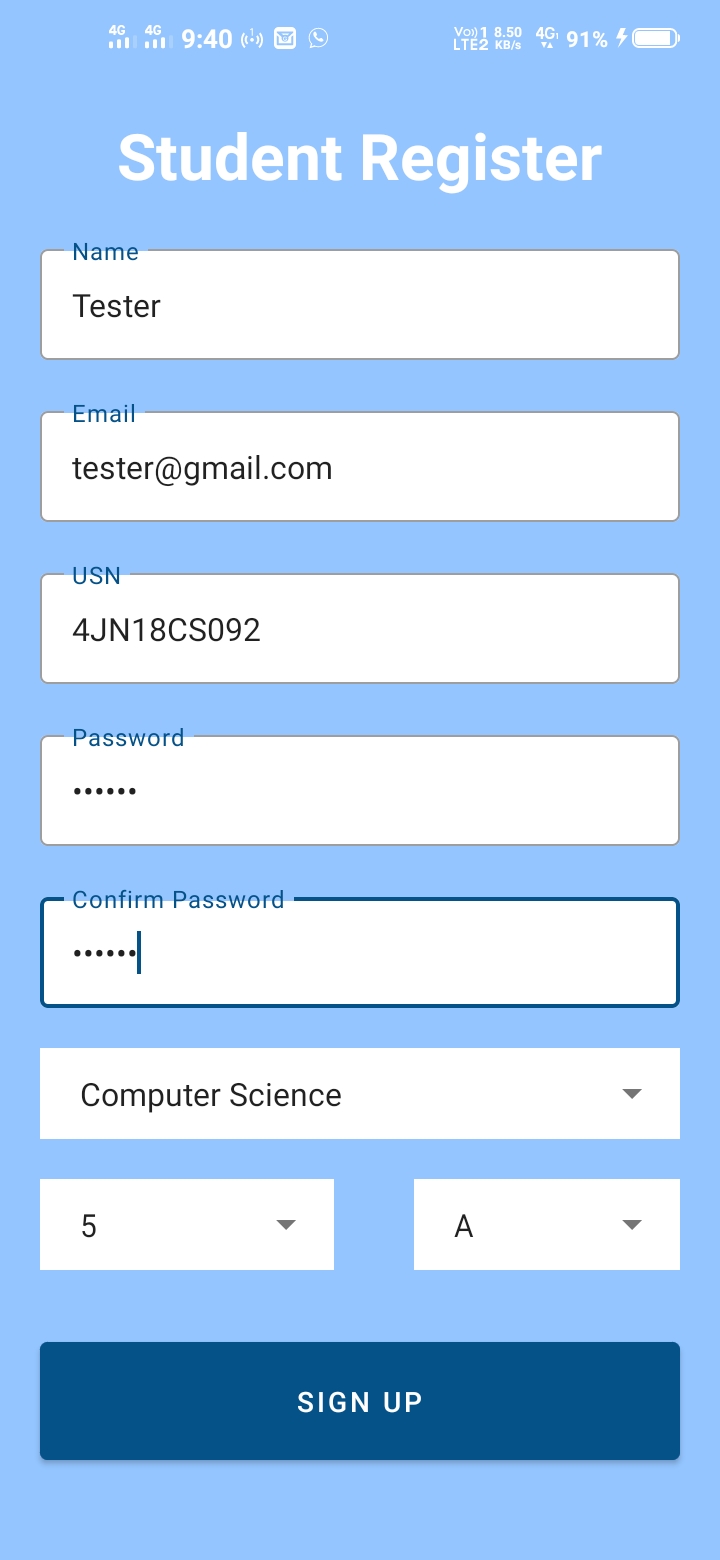 4G 4G 9:40 Vo)) 1 LTE2 8.50 KB/s 4G 91%
Student Register
Name
Tester
Email
tester@gmail.com
USN
4JN18CS092
Password
••••••
Confirm Password
••••••
Computer Science
5 A
SIGN UP